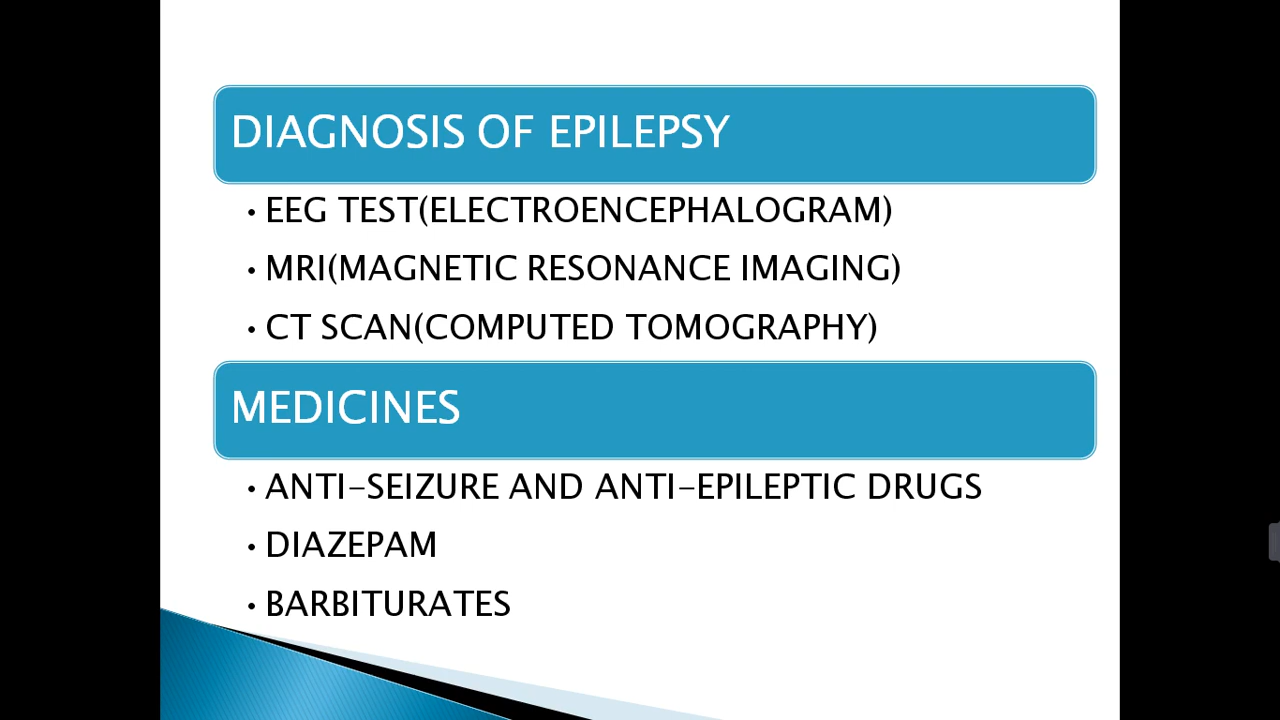 DIAGNOSIS OF EPILEPSY
• EEG TEST(ELECTROENCEPHALOGRAM)
• MRI(MAGNETIC RESONANCE IMAGING)
• CT SCAN(COMPUTED TOMOGRAPHY)
MEDICINES
• ANTI-SEIZURE AND ANTI-EPILEPTIC DRUGS
• DIAZEPAM
• BARBITURATES